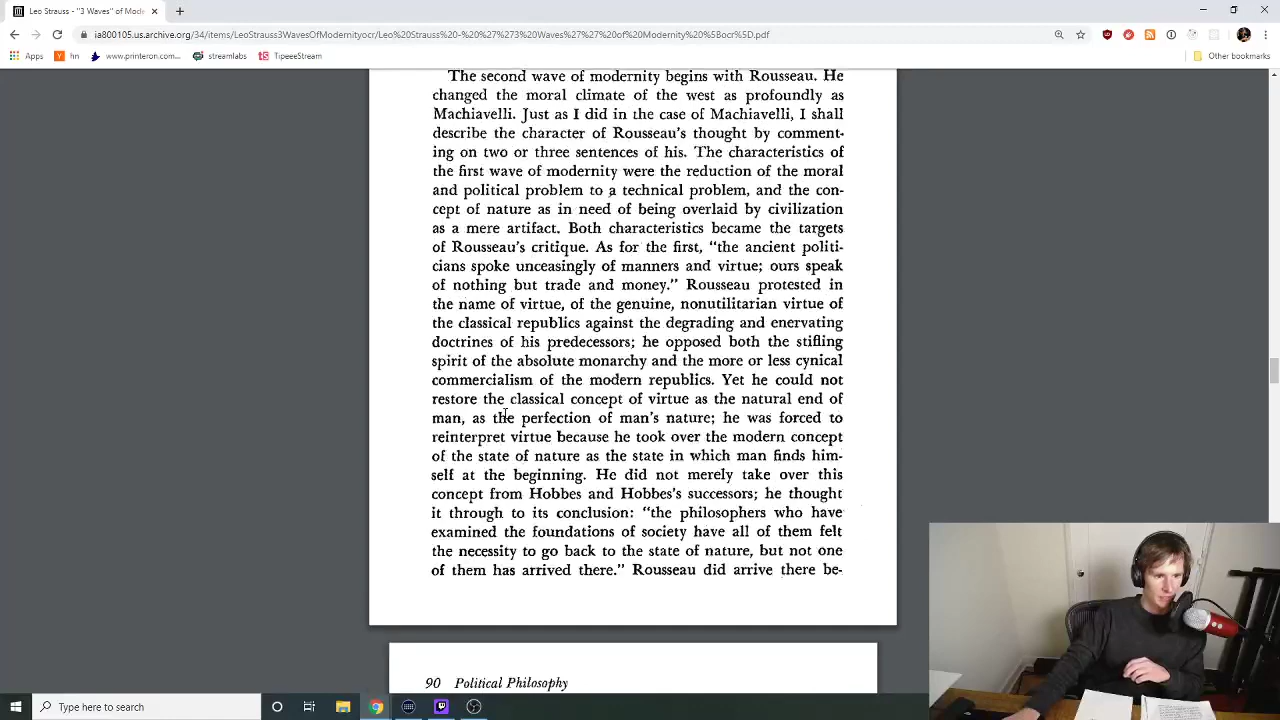 Leo Strauss "3 Waves" of Mode
ia800105.us.archive.org/34/items/LeoStrauss3WavesOfModernityocr/Leo%20Strauss%20-%20%27%273%20Waves%27%27%20of%20Modernity%20%5Bocr%5D.pdf
Apps
hn
www.printeron.com...
streamlabs
TipeeeStream
Other bookmarks
The second wave of modernity begins with Rousseau. He
changed the moral climate of the west as profoundly as
Machiavelli. Just as I did in the case of Machiavelli, I shall
describe the character of Rousseau's thought by comment-
ing on two or three sentences of his. The characteristics of
the first wave of modernity were the reduction of the moral
and political problem to a technical problem, and the con-
cept of nature as in need of being overlaid by civilization
as a mere artifact. Both characteristics became the targets
of Rousseau's critique. As for the first, "the ancient politi-
cians spoke unceasingly of manners and virtue; ours speak
of nothing but trade and money." Rousseau protested in
the name of virtue, of the genuine, nonutilitarian virtue of
the classical republics against the degrading and enervating
doctrines of his predecessors; he opposed both the stifling
spirit of the absolute monarchy and the more or less cynical
commercialism of the modern republics. Yet he could not
restore the classical concept of virtue as the natural end of
man, as the perfection of man's nature; he was forced to
reinterpret virtue because he took over the modern concept
of the state of nature as the state in which man finds him-
self at the beginning. He did not merely take over this
concept from Hobbes and Hobbes's successors; he thought
it through to its conclusion: "the philosophers who have
examined the foundations of society have all of them felt
the necessity to go back to the state of nature, but not one
of them has arrived there." Rousseau did arrive there be-
90 Political Philosophy
Type here to search